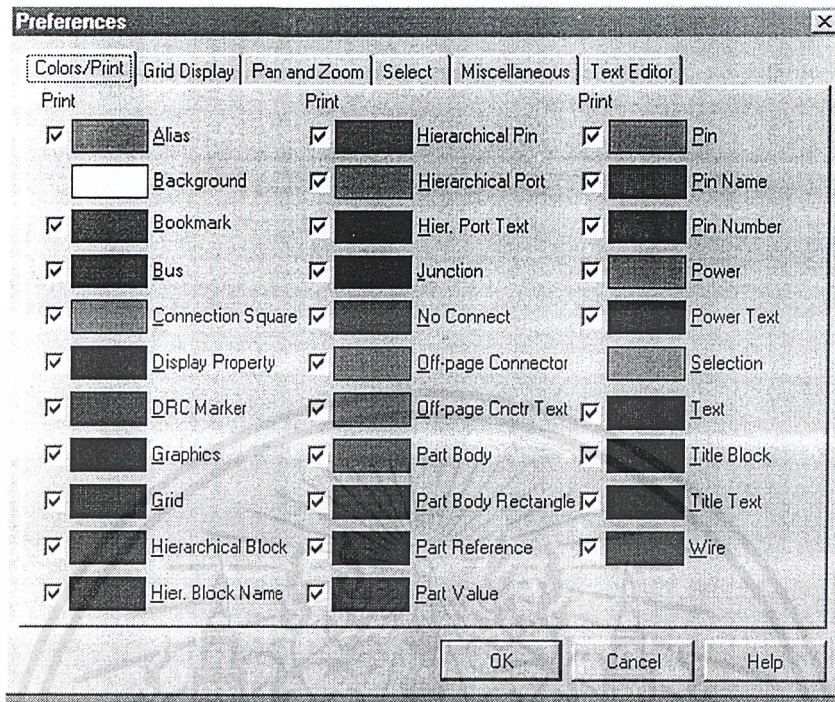 Preferences
Colors/Print Grid Display Pan and Zoom Select Miscellaneous Text Editor
Print Print Print
Alias Hierarchical Pin Pin
Background Hierarchical Port Pin Name
Bookmark Hier. Port Text Pin Number
Bus Junction Power
Connection Square No Connect Power Text
Display Property Off-page Connector Selection
DRC Marker Off-page Cnctr Text Text
Graphics Part Body Title Block
Grid Part Body Rectangle Title Text
Hierarchical Block Part Reference Wire
Hier. Block Name Part Value
OK Cancel Help